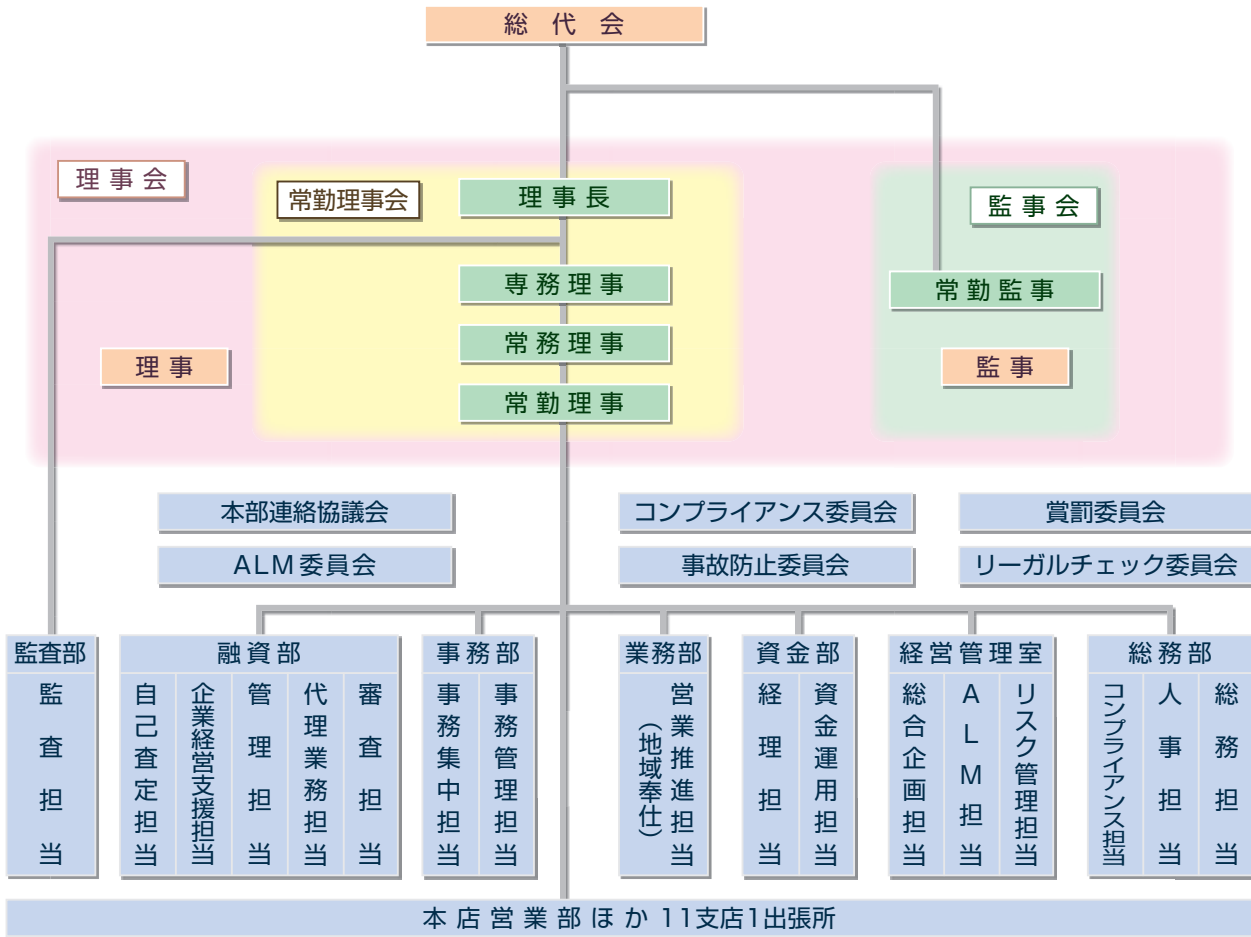 総代会
理事会
常勤理事会
理事長
監事会
専務理事
常勤監事
常務理事
理事
監事
常勤理事
本部連絡協議会
コンプライアンス委員会
賞罰委員会
ALM委員会
事故防止委員会
リーガルチェック委員会
監査部
融資部
事務部
業務部
資金部
経営管理室
総務部
監査担当
自己査定担当
企業経営支援担当
管理担当
代理業務担当
審査担当
事務集中担当
事務管理担当
営業推進担当
（地域奉仕）
経理担当
資金運用担当
総合企画担当
ALM担当
リスク管理担当
コンプライアンス担当
人事担当
総務担当
本店営業部ほか 11支店1出張所